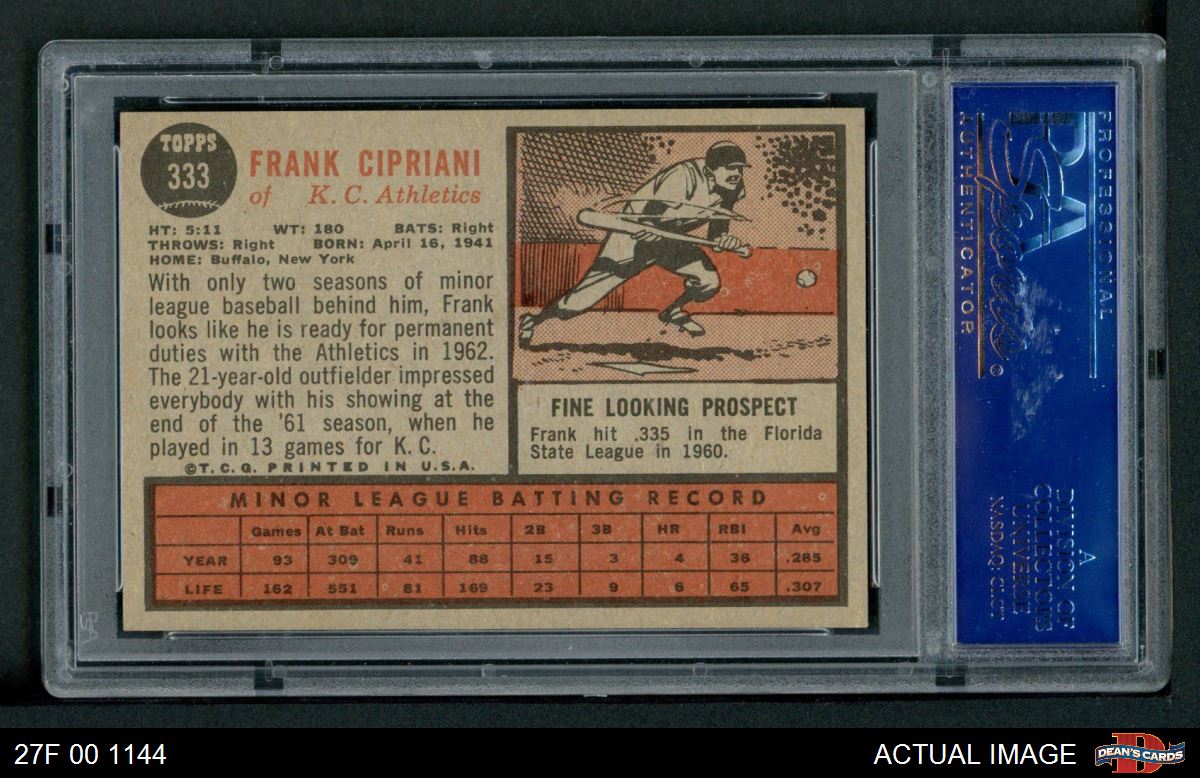 TOPPS
333
FRANK CIPRIANI
of K. C. Athletics
HT: 5:11 WT: 180 BATS: Right
THROWS: Right BORN: April 16, 1941
HOME: Buffalo, New York
With only two seasons of minor
league baseball behind him, Frank
looks like he is ready for permanent
duties with the Athletics in 1962.
The 21-year-old outfielder impressed
everybody with his showing at the
end of the '61 season, when he
played in 13 games for K. C.
©T. C. G. PRINTED IN U. S. A.
FINE LOOKING PROSPECT
Frank hit .335 in the Florida
State League in 1960.
MINOR LEAGUE BATTING RECORD
Games At Bat Runs Hits 2B 3B HR RBI Avg
YEAR 93 309 41 88 15 3 4 36 .285
LIFE 162 551 81 169 23 9 6 65 .307
PROFESSIONAL
PSA
Sports
AUTHENTICATOR
®
A
DIVISION OF
COLLECTORS
UNIVERSE
NASDAQ: CLCT
PSA
27F 00 1144
ACTUAL IMAGE
D
DEAN'S CARDS